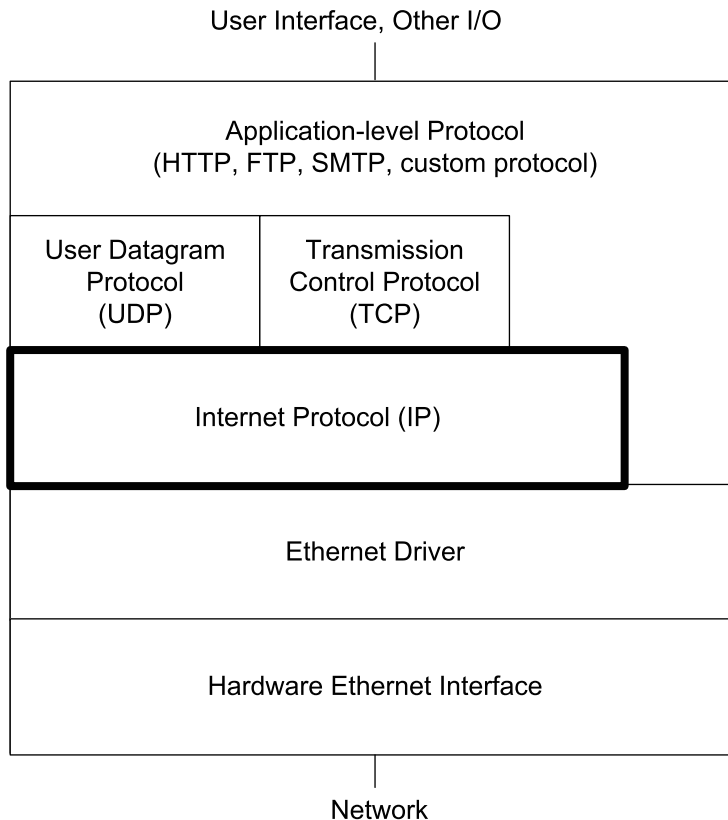 User Interface, Other I/O
Application-level Protocol
(HTTP, FTP, SMTP, custom protocol)
User Datagram
Protocol
(UDP)
Transmission
Control Protocol
(TCP)
Internet Protocol (IP)
Ethernet Driver
Hardware Ethernet Interface
Network